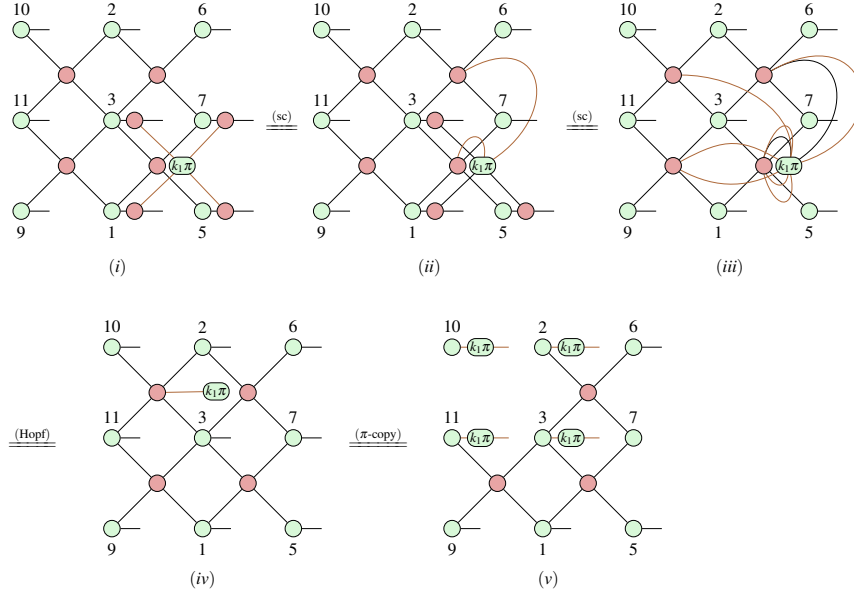 10 2 6 10 2 6 10 2 6
11 3 7 (sc) 11 3 7 (sc) 11 3 7
k₁π k₁π k₁π
9 1 5 9 1 5 9 1 5
(i) (ii) (iii)
10 2 6 10 2 6
k₁π k₁π
k₁π
(Hopf) 11 3 7 (π-copy) 11 3 7
k₁π k₁π
9 1 5 9 1 5
(iv) (v)